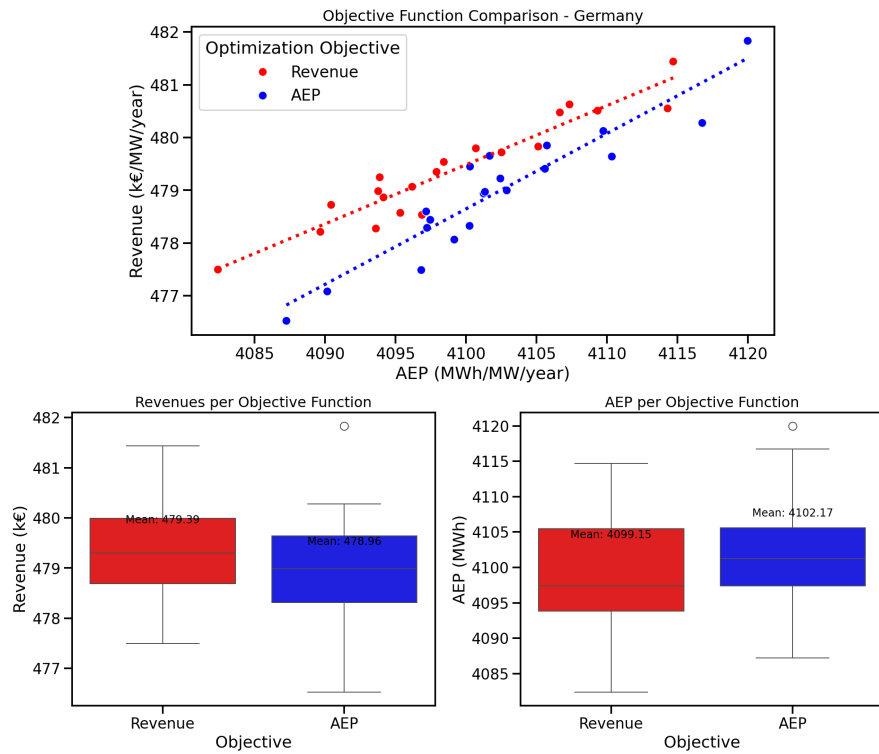 Objective Function Comparison - Germany
Revenue (k€/MW/year)
482
481
480
479
478
477
Optimization Objective
Revenue
AEP
4085 4090 4095 4100 4105 4110 4115 4120
AEP (MWh/MW/year)
Revenues per Objective Function
Revenue (k€)
482
481
480
479
478
477
Mean: 479.39
Mean: 478.96
Revenue AEP
Objective
AEP per Objective Function
AEP (MWh)
4120
4115
4110
4105
4100
4095
4090
4085
Mean: 4099.15
Mean: 4102.17
Revenue AEP
Objective